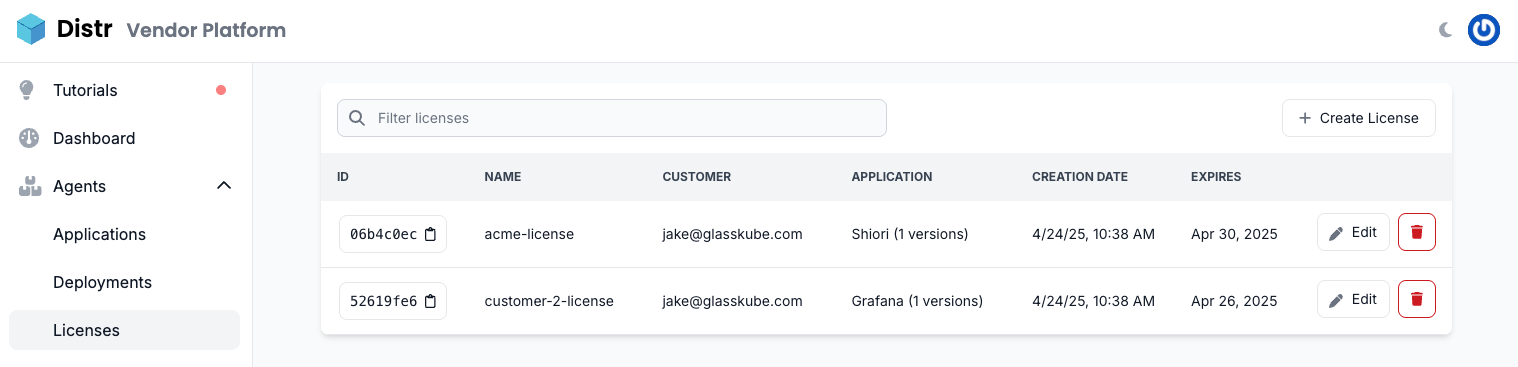 Distr Vendor Platform
Tutorials
Dashboard
Agents
Applications
Deployments
Licenses
Filter licenses
Create License
ID NAME CUSTOMER APPLICATION CREATION DATE EXPIRES
06b4c0ec acme-license jake@glasskube.com Shiori (1 versions) 4/24/25, 10:38 AM Apr 30, 2025 Edit
52619fe6 customer-2-license jake@glasskube.com Grafana (1 versions) 4/24/25, 10:38 AM Apr 26, 2025 Edit